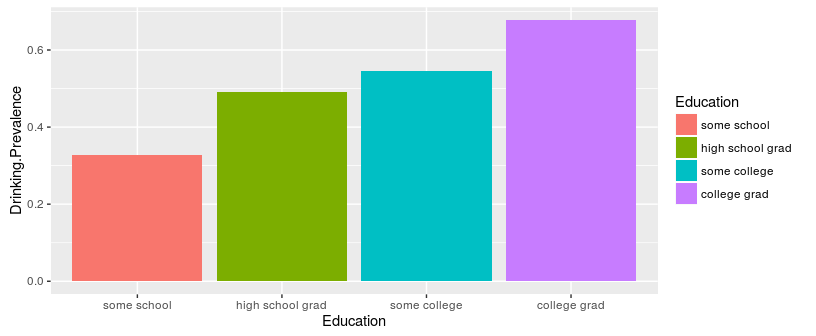 Drinking.Prevalence
0.6
0.4
0.2
0.0
some school
high school grad
some college
college grad
Education
Education
some school
high school grad
some college
college grad